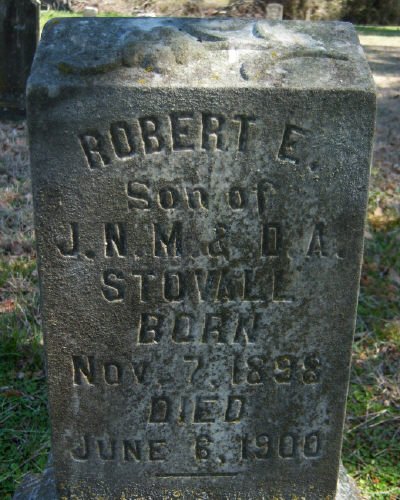 ROBERT E.
Son of
J.N.M. & D.A.
STOVALL
BORN
Nov. 7, 1898
DIED
JUNE 6, 1900